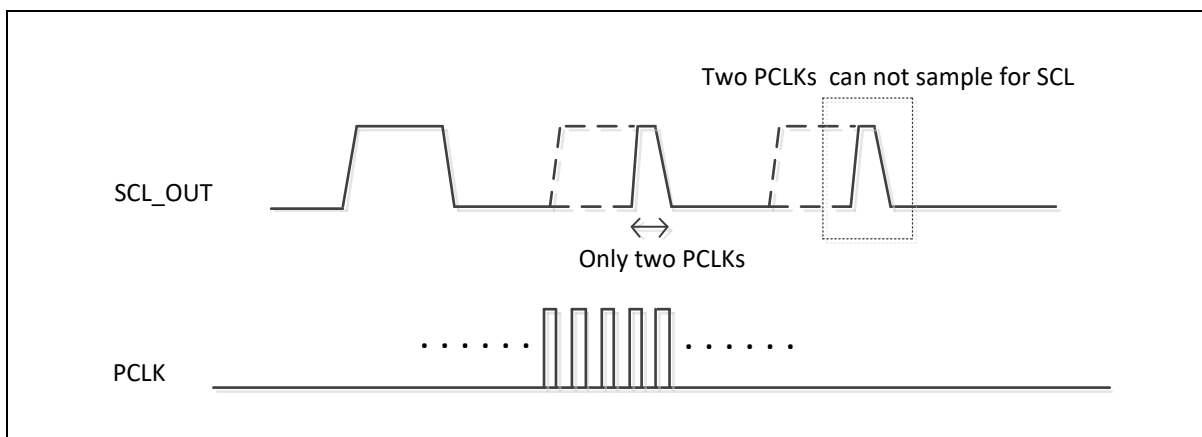 Two PCLKs can not sample for SCL
SCL_OUT
Only two PCLKs
PCLK